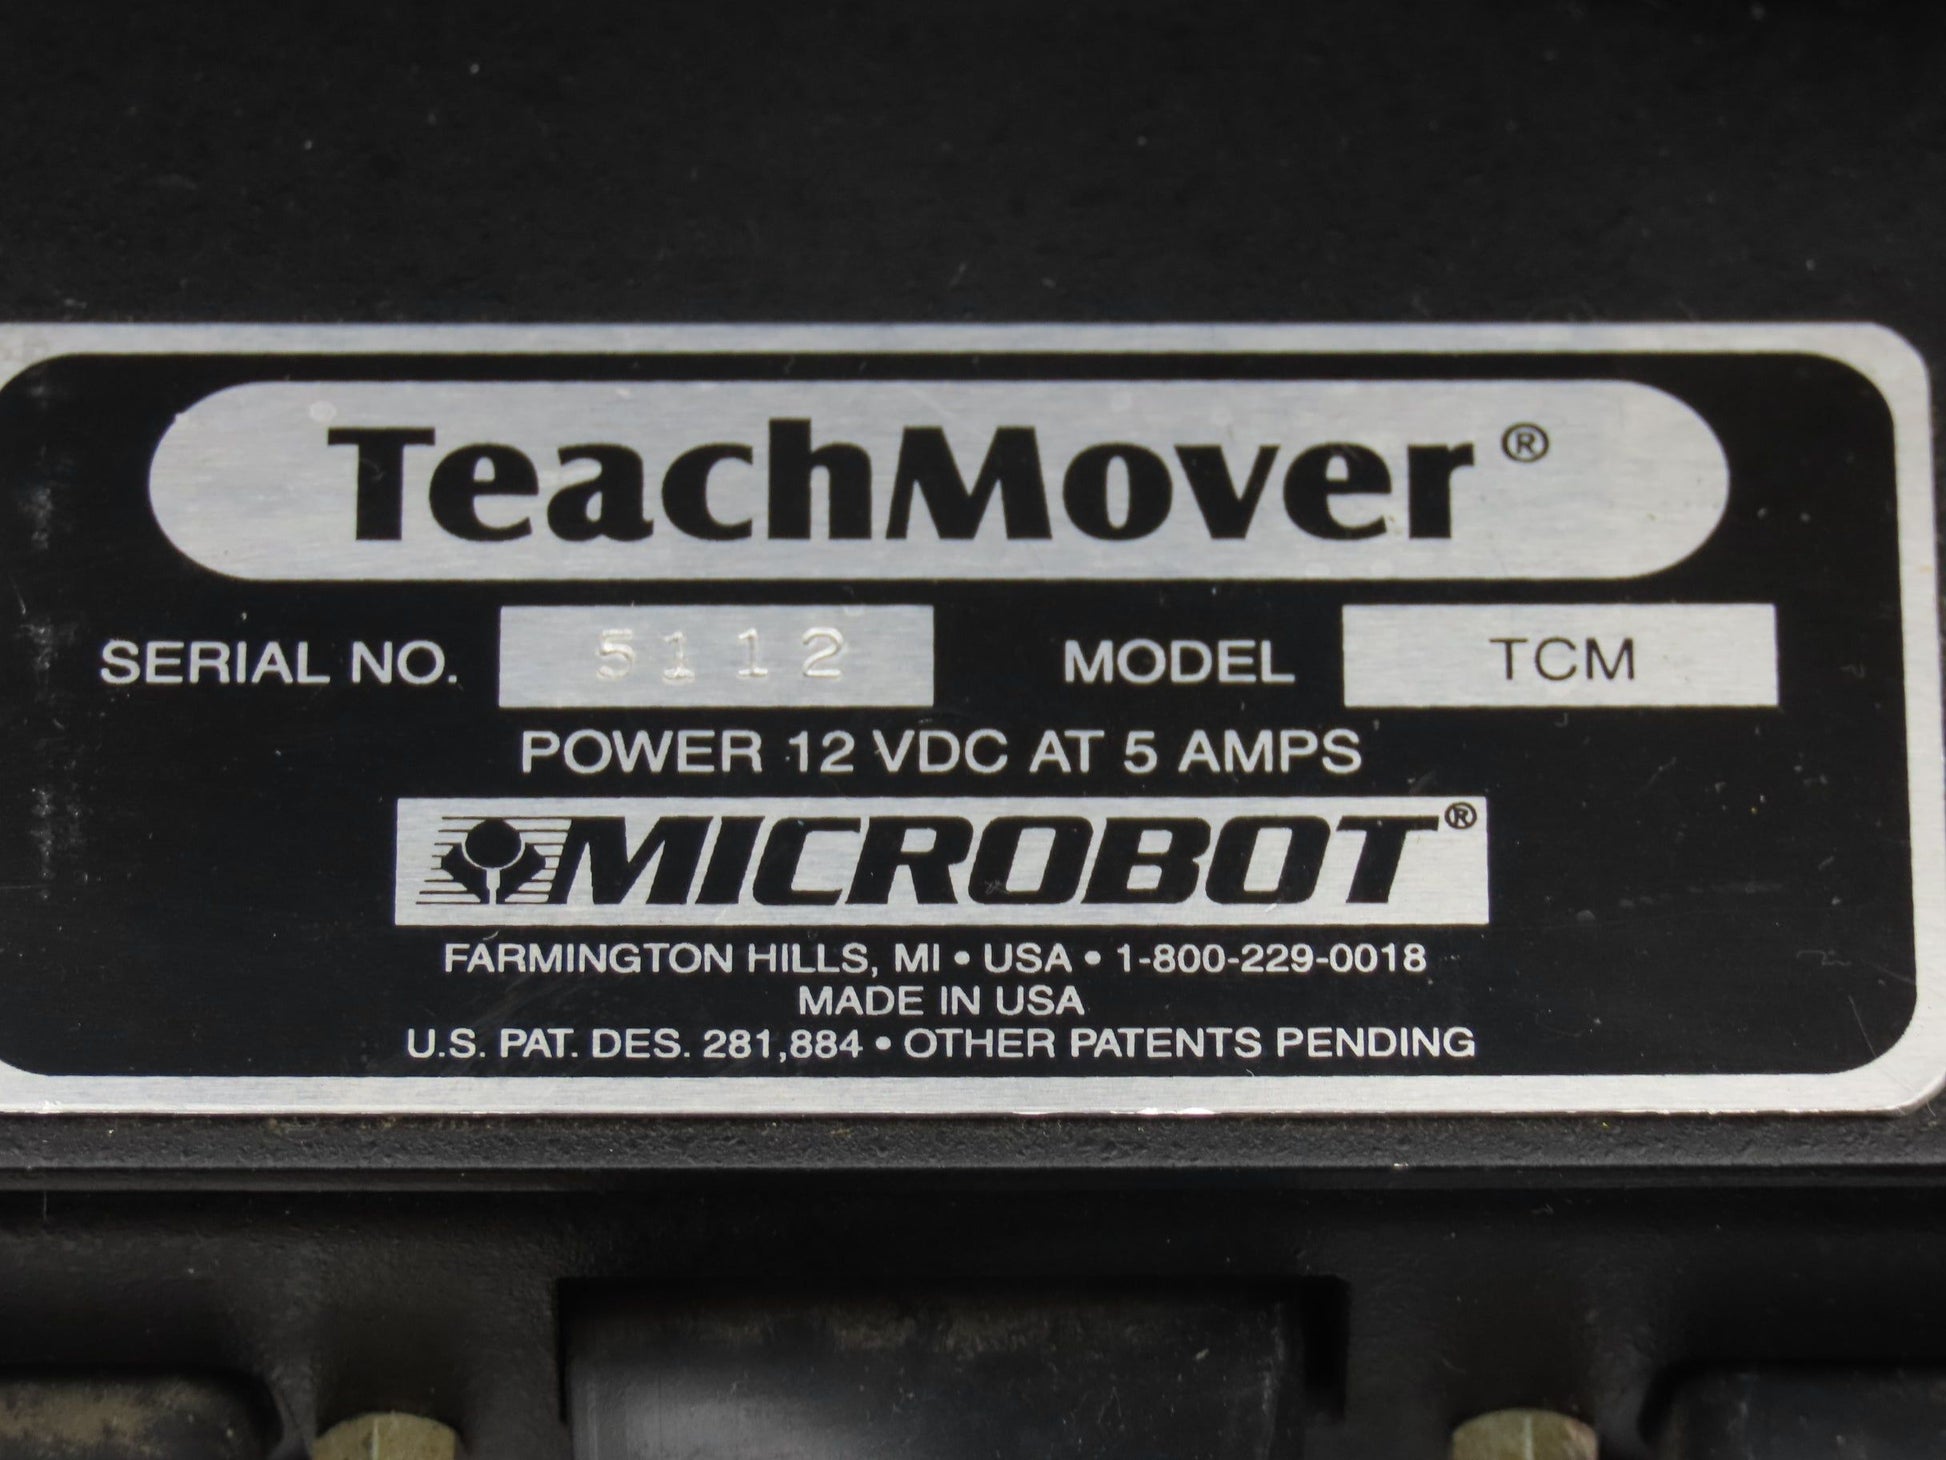 TeachMover®
SERIAL NO. 5112 MODEL TCM
POWER 12 VDC AT 5 AMPS
MICROBOT®
FARMINGTON HILLS, MI • USA • 1-800-229-0018
MADE IN USA
U.S. PAT. DES. 281,884 • OTHER PATENTS PENDING